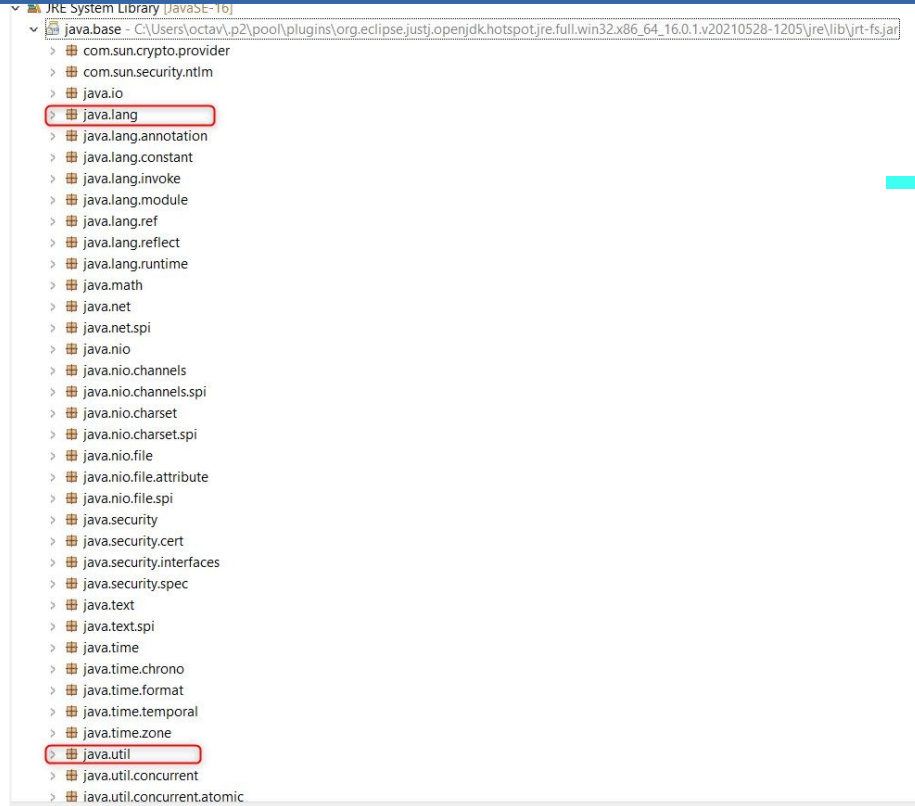 JRE System Library [JavaSE-16]
java.base - C:\Users\octav\.p2\pool\plugins\org.eclipse.justj.openjdk.hotspot.jre.full.win32.x86_64_16.0.1.v20210528-1205\jre\lib\jrt-fs.jar
com.sun.crypto.provider
com.sun.security.ntlm
java.io
java.lang
java.lang.annotation
java.lang.constant
java.lang.invoke
java.lang.module
java.lang.ref
java.lang.reflect
java.lang.runtime
java.math
java.net
java.net.spi
java.nio
java.nio.channels
java.nio.channels.spi
java.nio.charset
java.nio.charset.spi
java.nio.file
java.nio.file.attribute
java.nio.file.spi
java.security
java.security.cert
java.security.interfaces
java.security.spec
java.text
java.text.spi
java.time
java.time.chrono
java.time.format
java.time.temporal
java.time.zone
java.util
java.util.concurrent
java.util.concurrent.atomic